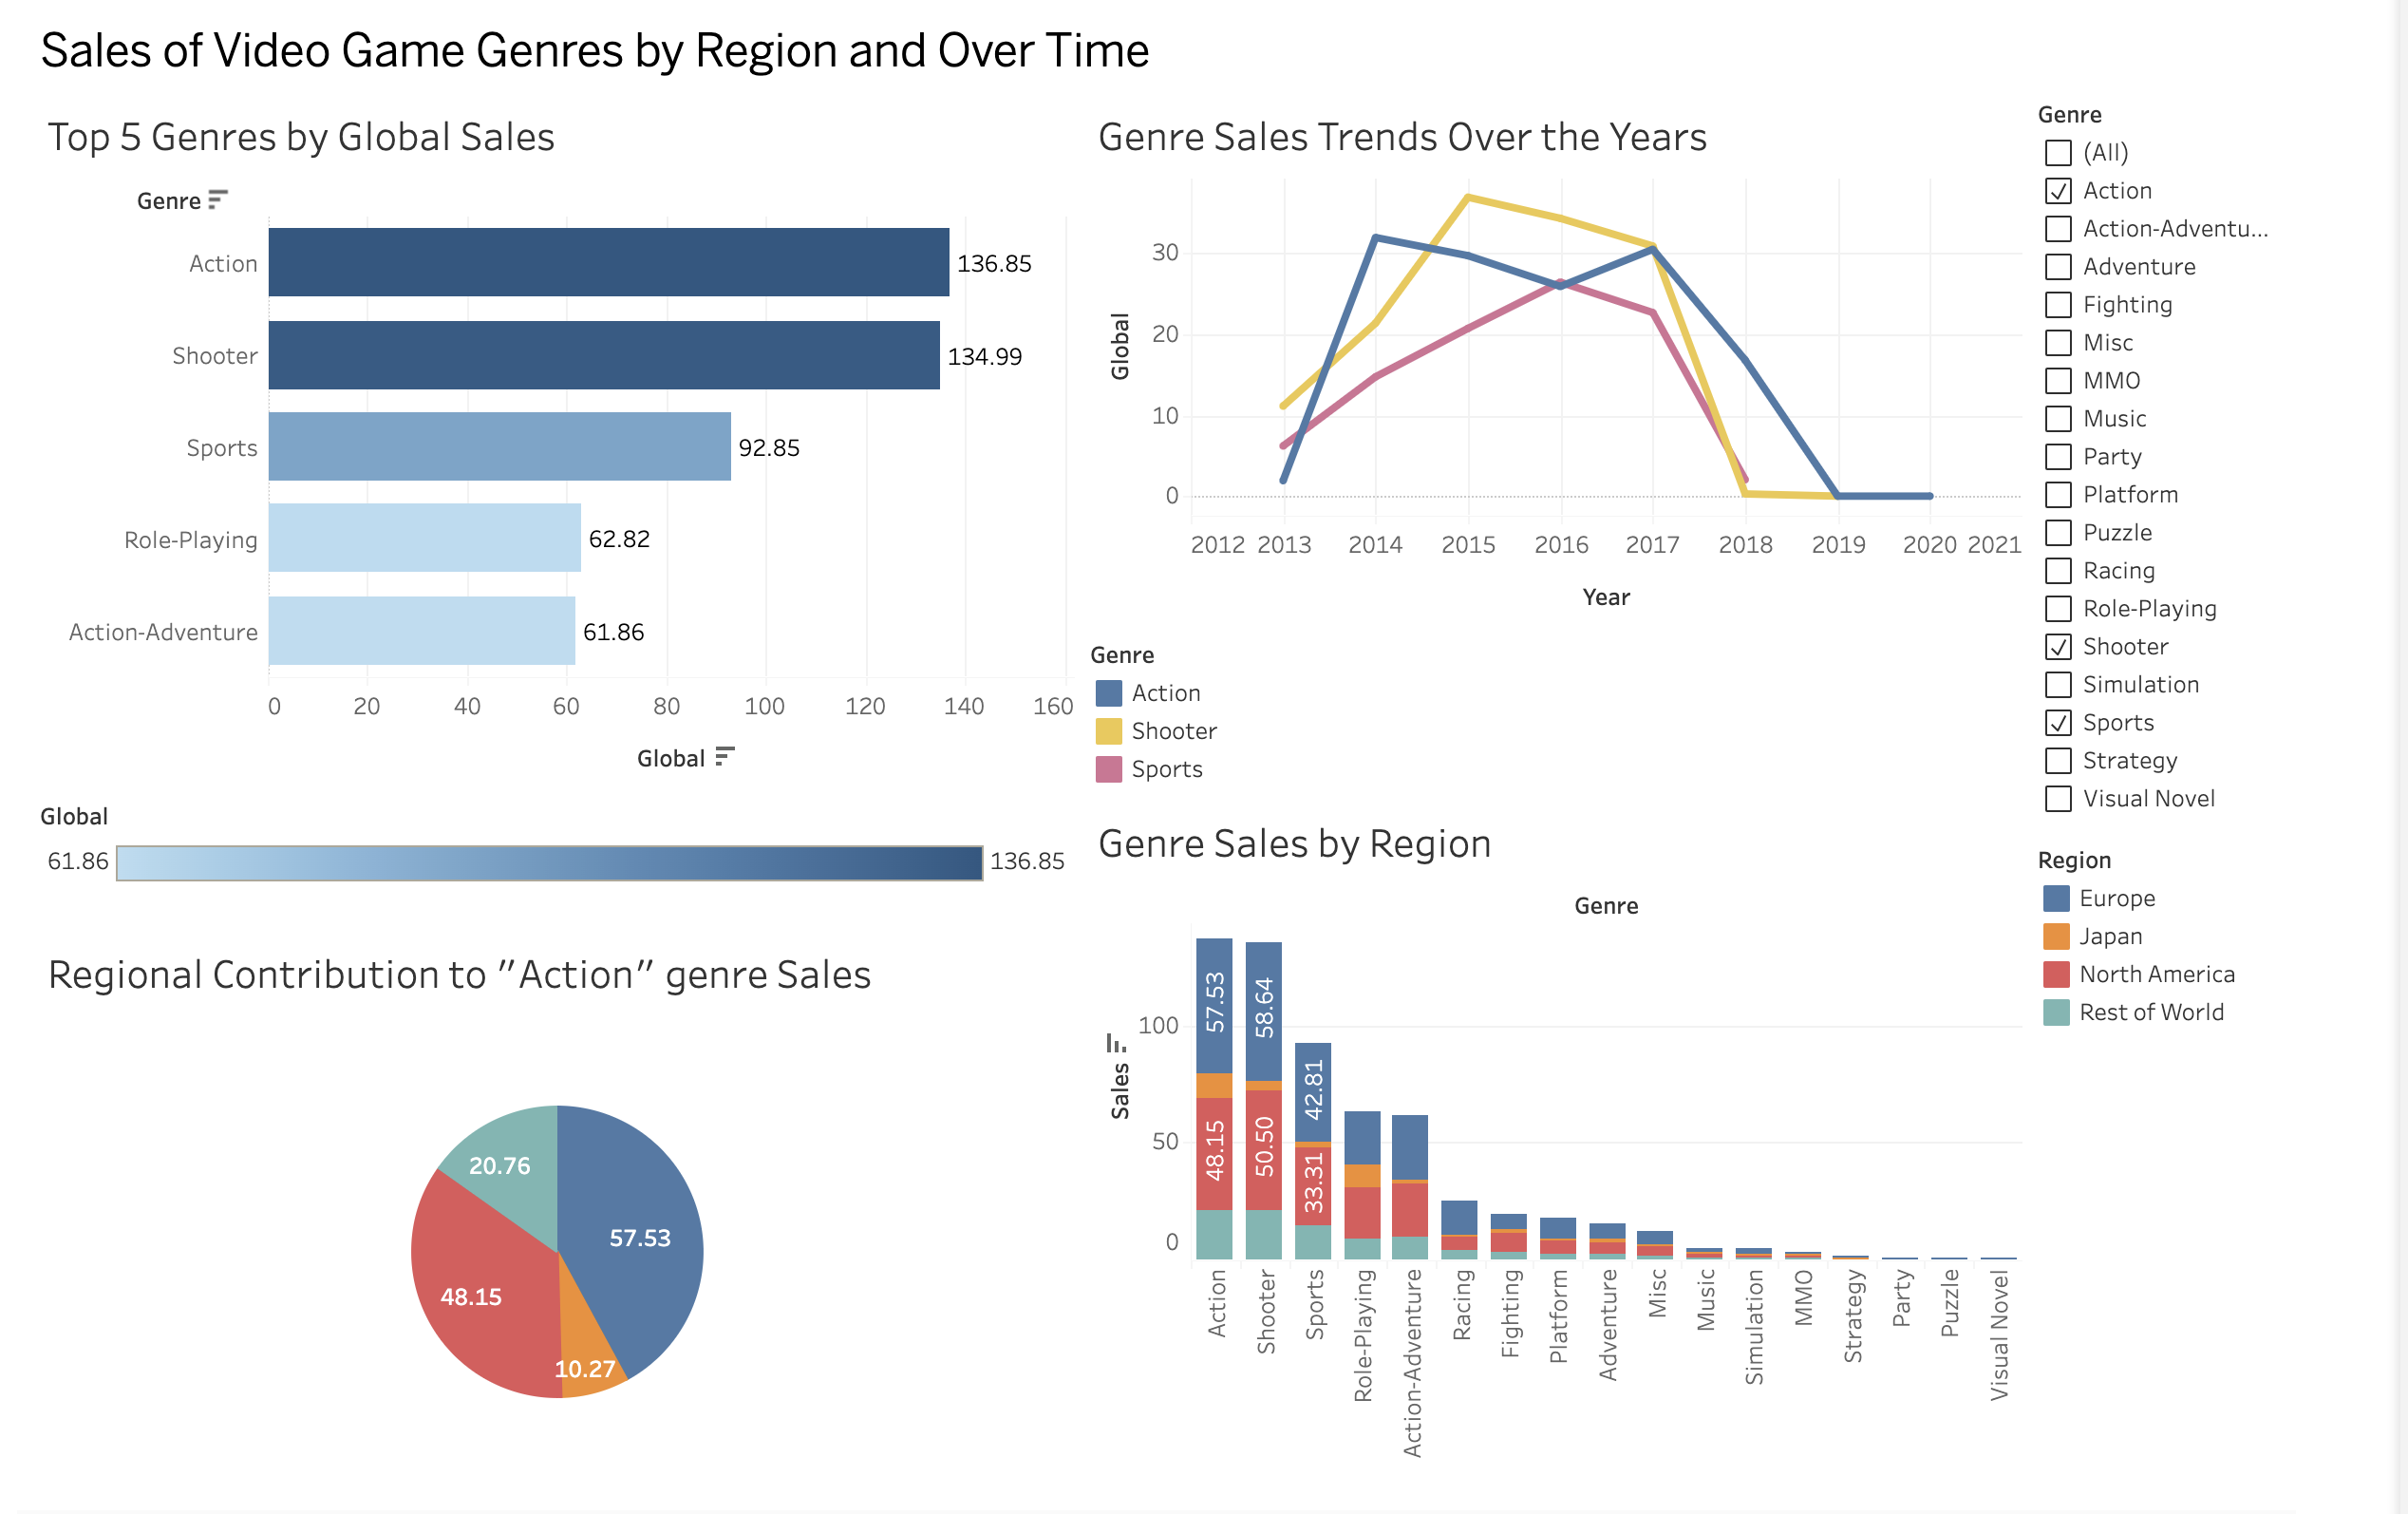 Sales of Video Game Genres by Region and Over Time
Top 5 Genres by Global Sales
Genre
Action
136.85
Shooter
134.99
Sports
92.85
Role-Playing
62.82
Action-Adventure
61.86
0 20 40 60 80 100 120 140 160
Global
Global
61.86
136.85
Regional Contribution to "Action" genre Sales
20.76
57.53
48.15
10.27
Genre Sales Trends Over the Years
Global
30
20
10
0
2012 2013 2014 2015 2016 2017 2018 2019 2020 2021
Year
Genre
Action
Shooter
Sports
Genre
(All)
Action
Action-Adventu...
Adventure
Fighting
Misc
MMO
Music
Party
Platform
Puzzle
Racing
Role-Playing
Shooter
Simulation
Sports
Strategy
Visual Novel
Genre Sales by Region
Genre
Sales
100
50
0
57.53
48.15
58.64
50.50
42.81
33.31
Action
Shooter
Sports
Role-Playing
Action-Adventure
Racing
Fighting
Platform
Adventure
Misc
Music
Simulation
MMO
Strategy
Party
Puzzle
Visual Novel
Region
Europe
Japan
North America
Rest of World